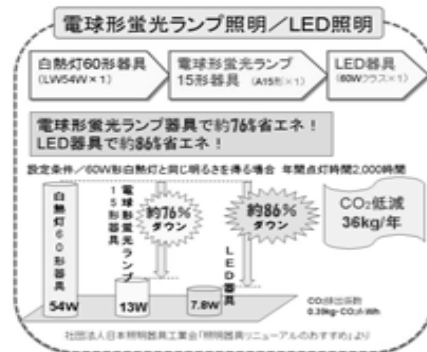 電球形蛍光ランプ照明／LED照明
白熱灯60形器具
（LW54W×1）
電球形蛍光ランプ
15形器具（A15形×1）
LED器具
（60Wクラス×1）
電球形蛍光ランプ器具で約76%省エネ！
LED器具で約86%省エネ！
設定条件／60W形白熱灯と同じ明るさを得る場合 年間点灯時間2,000時間
白熱灯60形器具
電球形蛍光ランプ
15形器具
約76%
ダウン
LED器具
約86%
ダウン
CO₂低減
36kg/年
54W
13W
7.8W
CO₂排出係数
0.39kg-CO₂/kWh
社団法人日本照明器具工業会「照明器具リニューアルのおすすめ」より